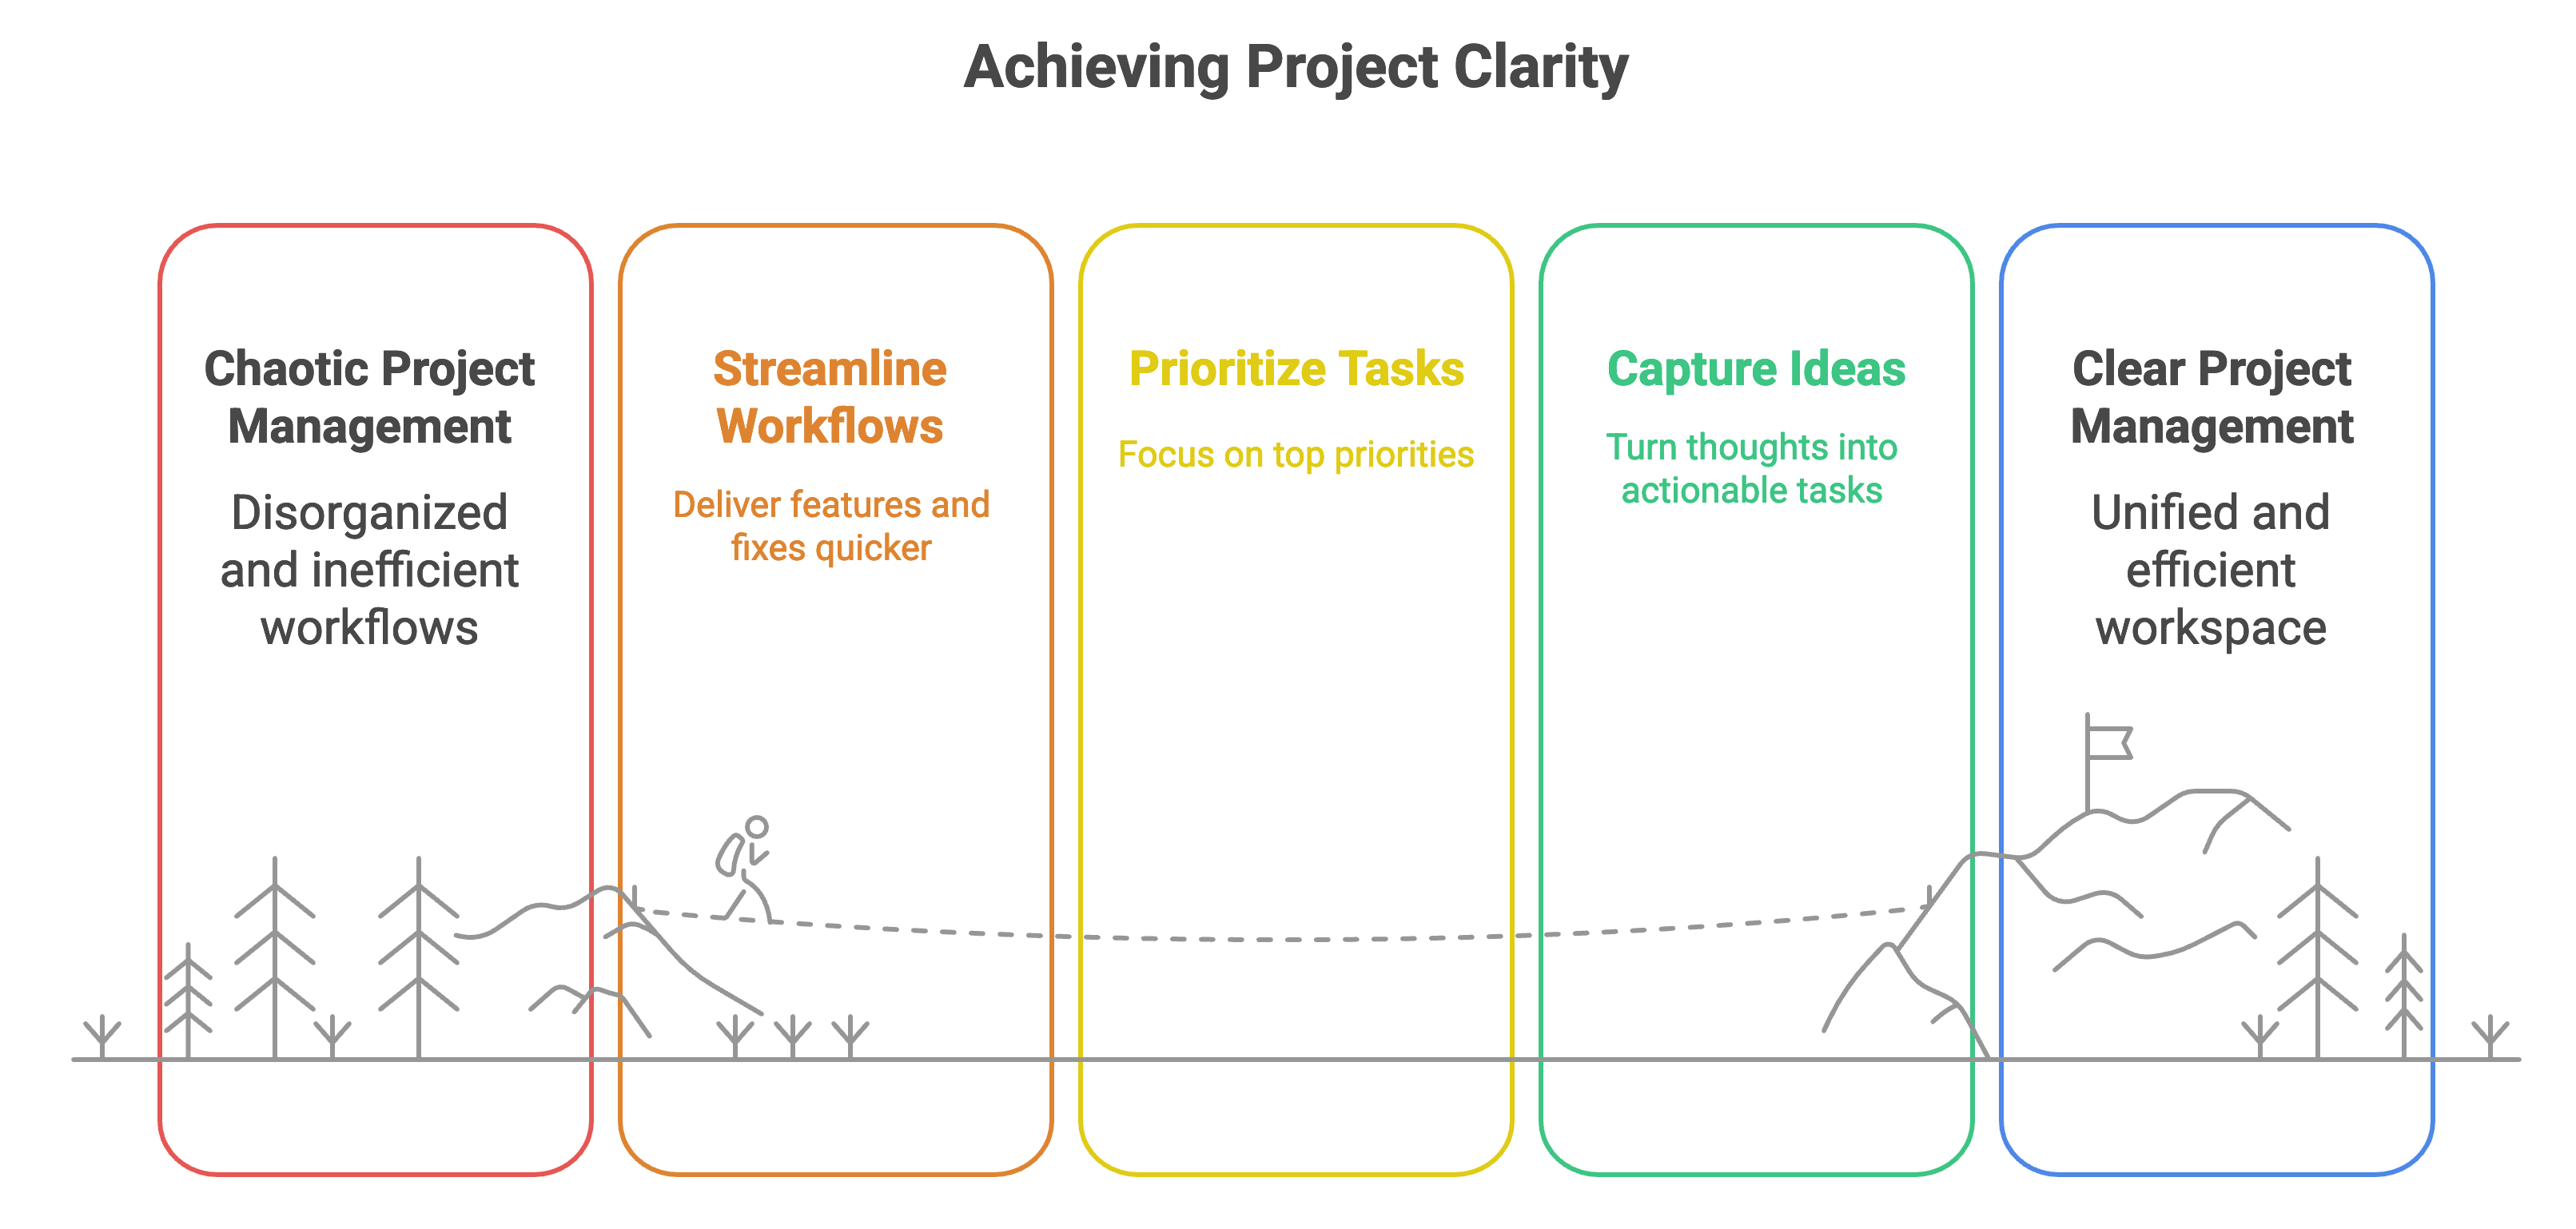 Achieving Project Clarity
Chaotic Project
Management
Disorganized
and inefficient
workflows
Streamline
Workflows
Deliver features and
fixes quicker
Prioritize Tasks
Focus on top priorities
Capture Ideas
Turn thoughts into
actionable tasks
Clear Project
Management
Unified and
efficient
workspace